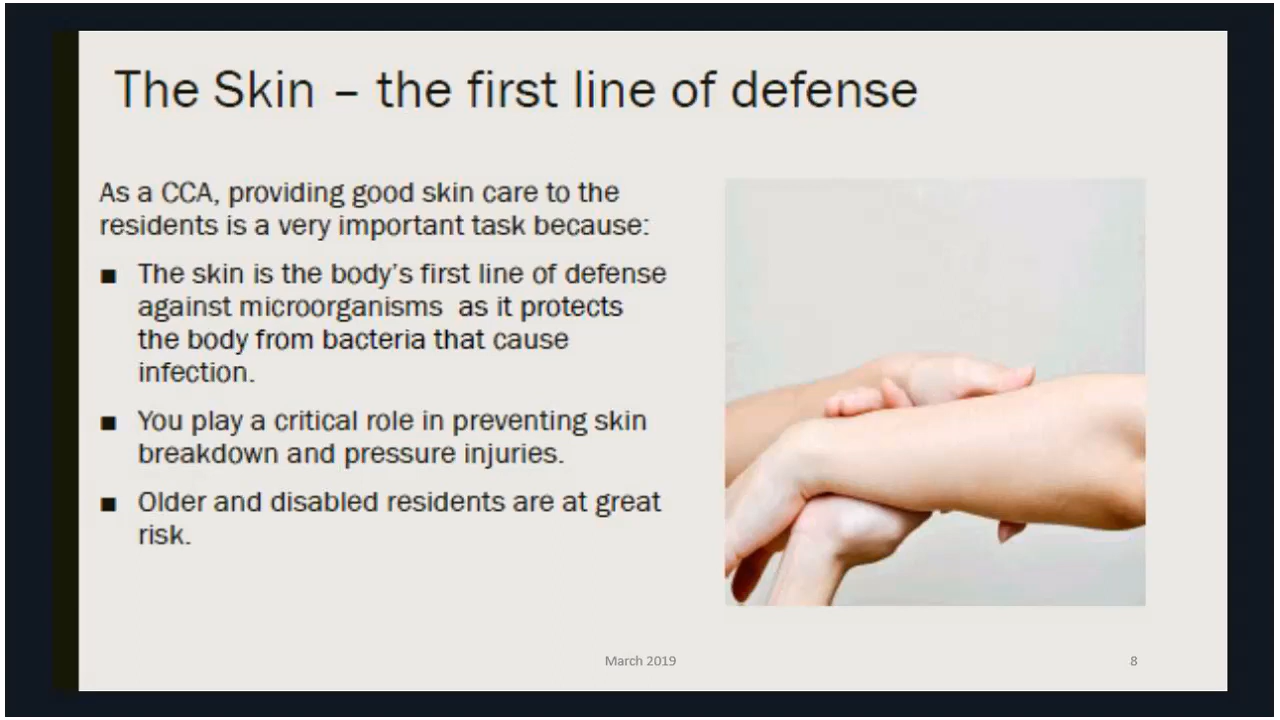 The Skin – the first line of defense
As a CCA, providing good skin care to the
residents is a very important task because:
■ The skin is the body's first line of defense
against microorganisms  as it protects
the body from bacteria that cause
infection.
■ You play a critical role in preventing skin
breakdown and pressure injuries.
■ Older and disabled residents are at great
risk.
March 2019
8